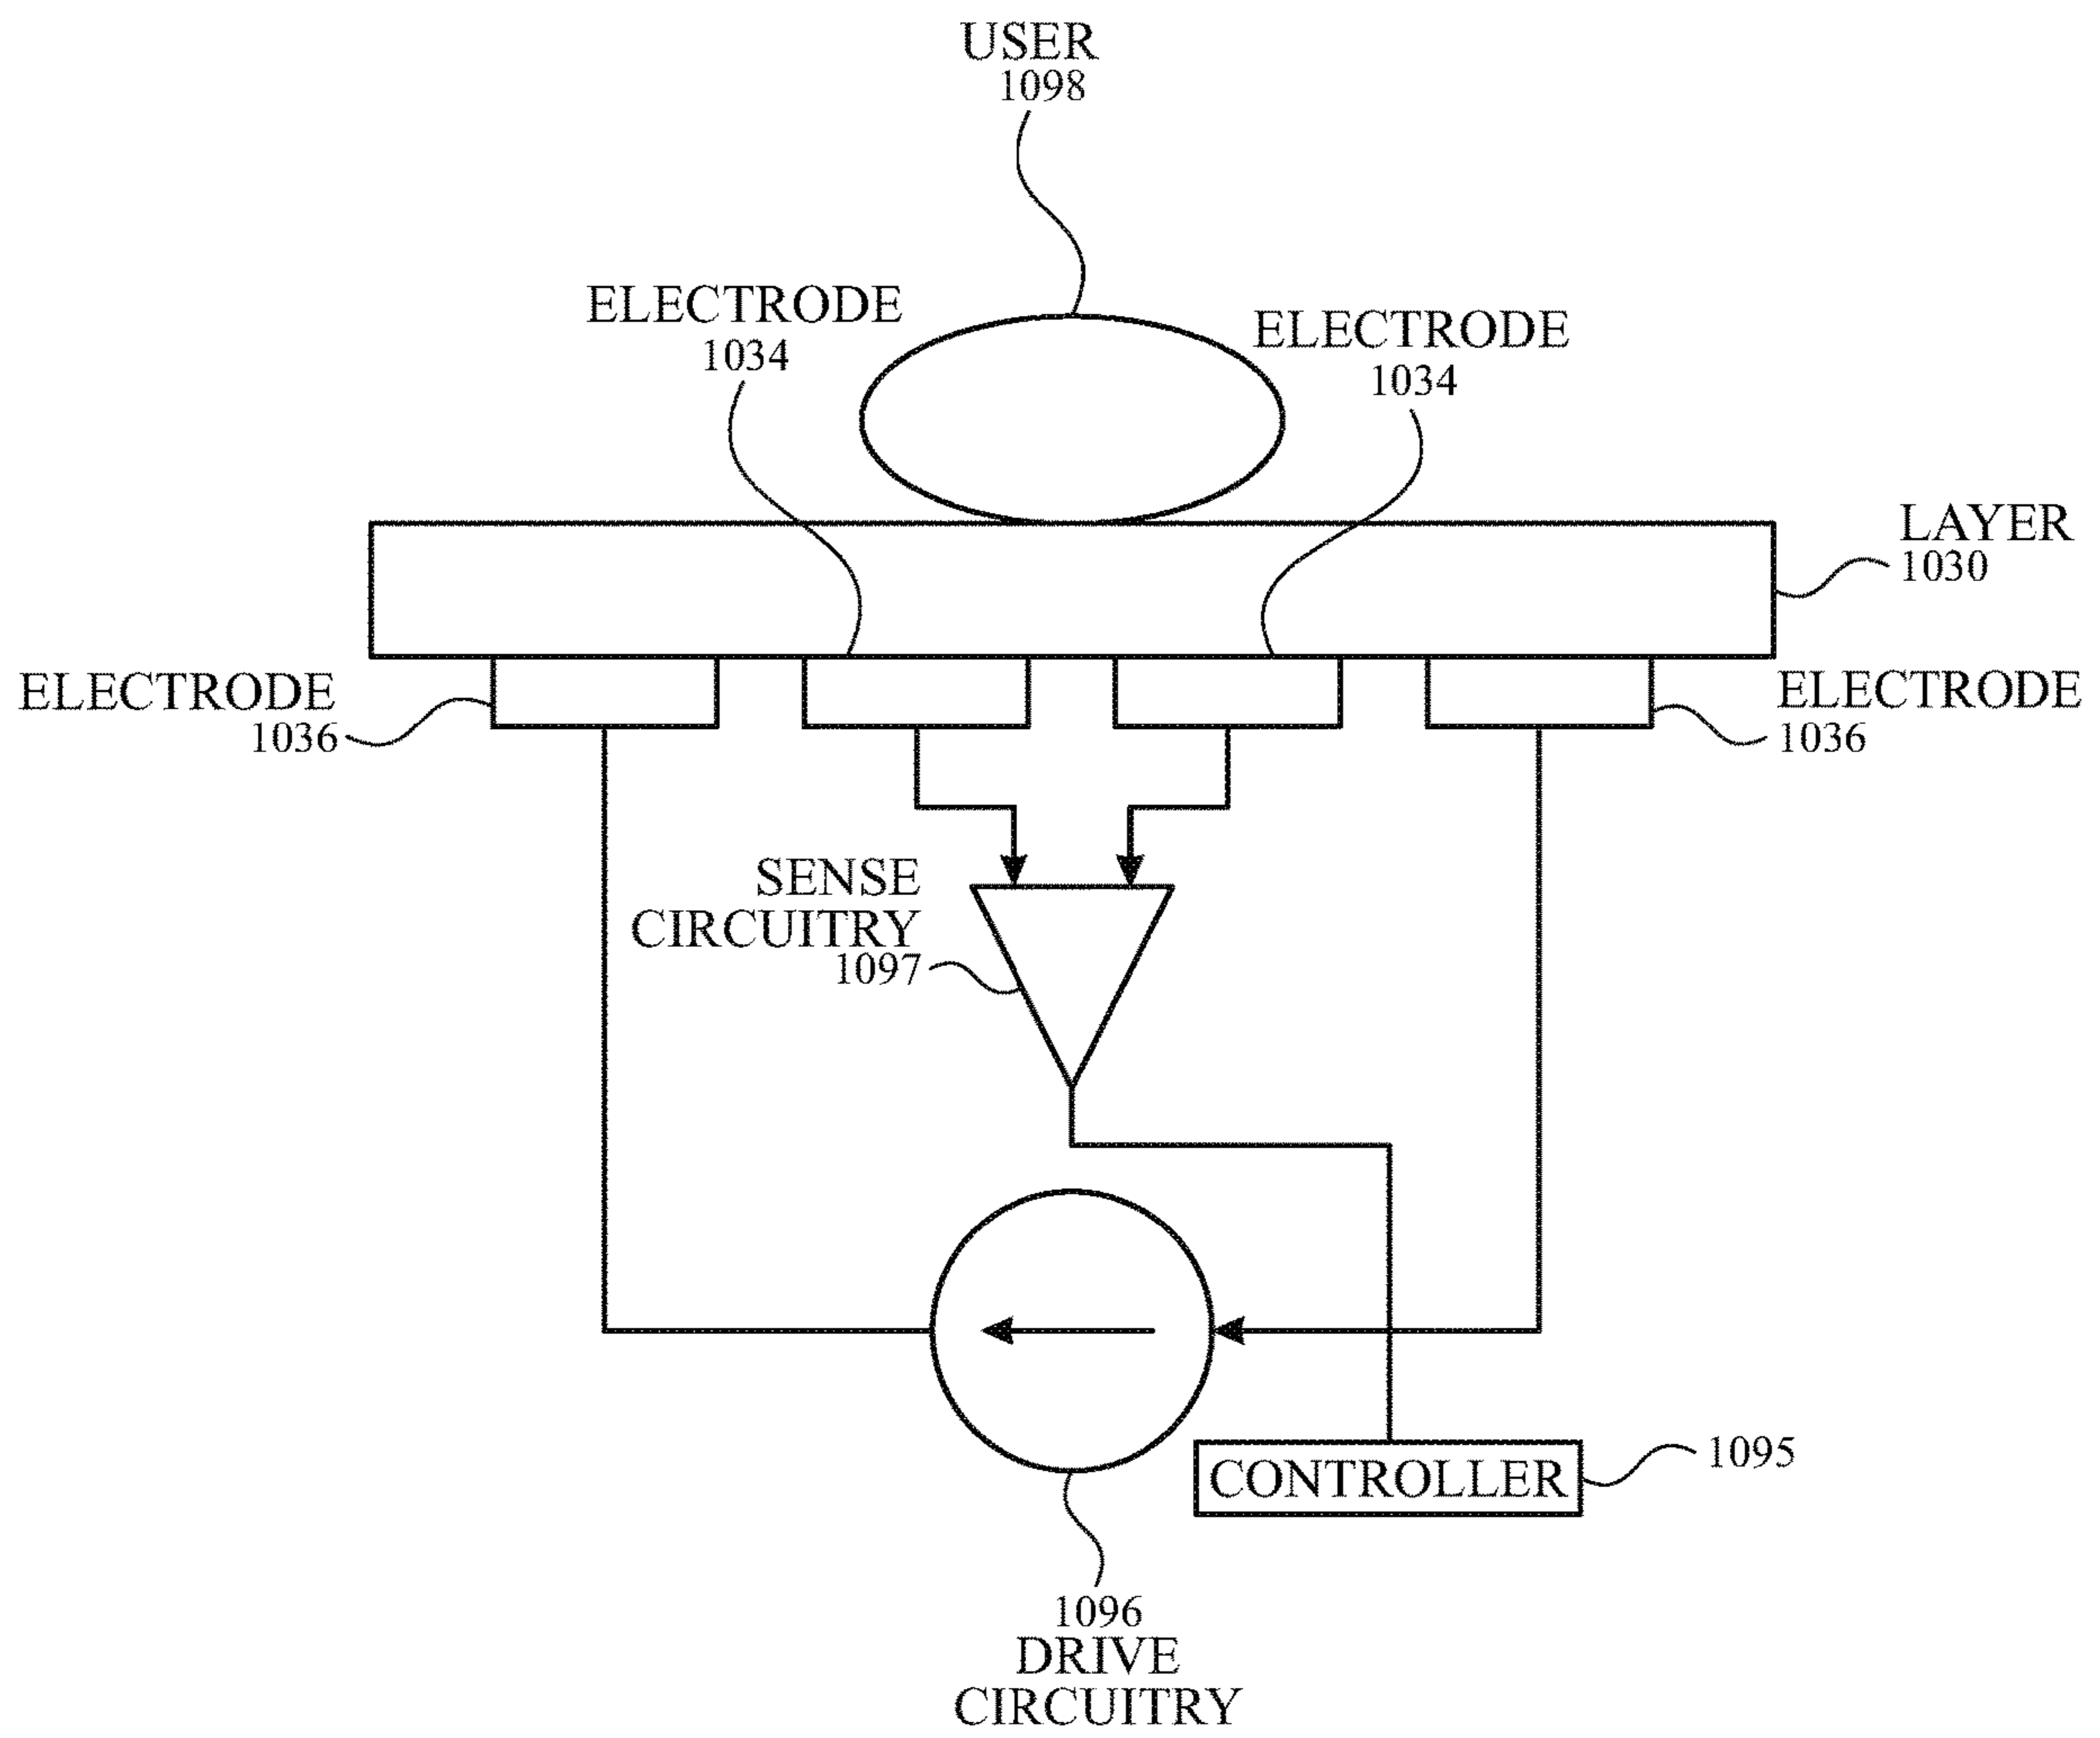 USER
1098
ELECTRODE
1034
ELECTRODE
1034
LAYER
1030
ELECTRODE
1036
ELECTRODE
1036
SENSE
CIRCUITRY
1097
CONTROLLER
1095
1096
DRIVE
CIRCUITRY